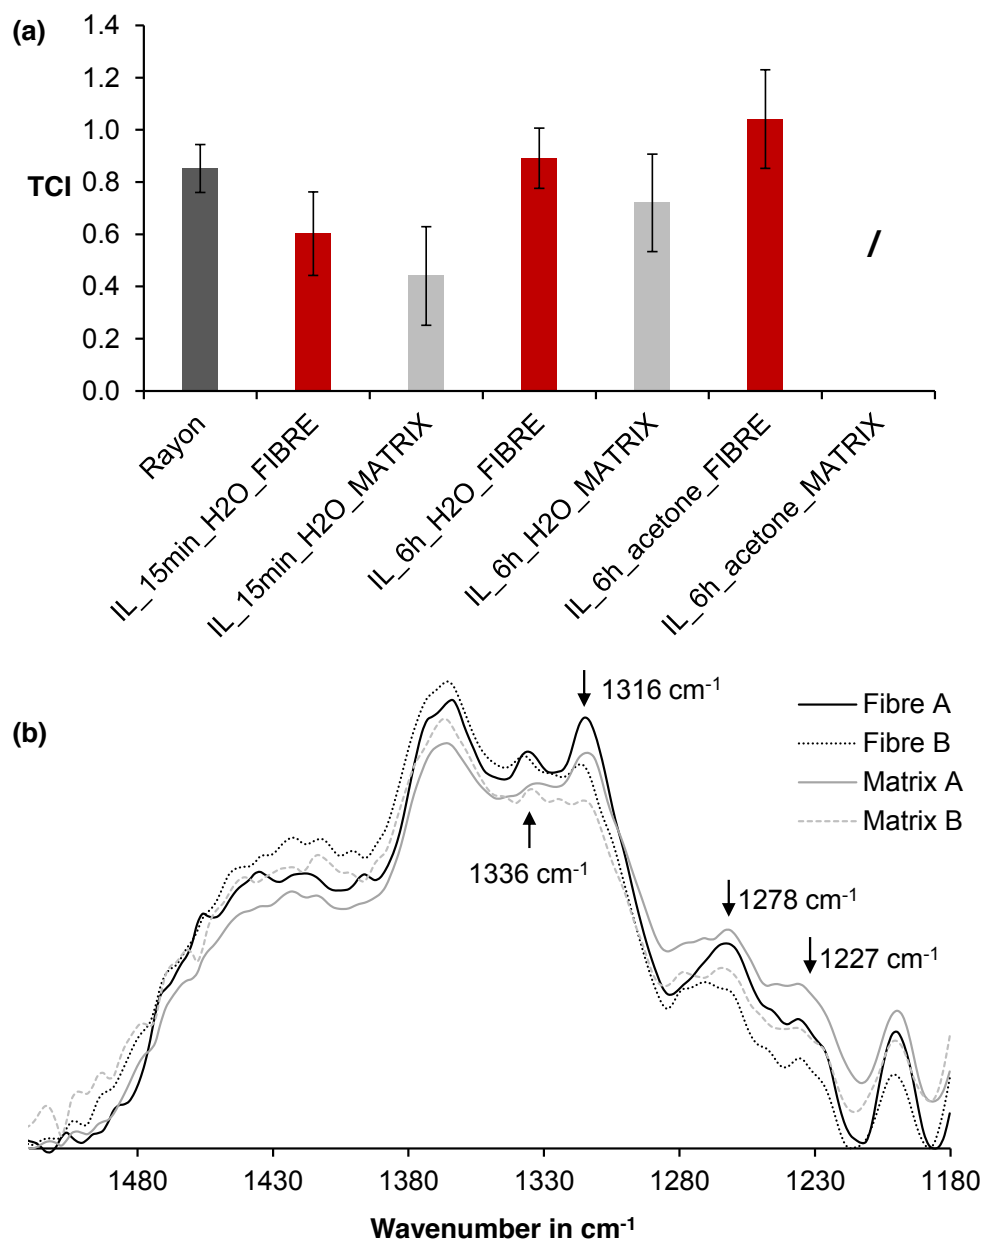 (a)
1.4
1.2
1.0
0.8
0.6
0.4
0.2
0.0
TCI
/
Rayon
IL_15min_H2O_FIBRE
IL_15min_H2O_MATRIX
IL_6h_H2O_FIBRE
IL_6h_H2O_MATRIX
IL_6h_acetone_FIBRE
IL_6h_acetone_MATRIX
(b)
1316 cm⁻¹
1336 cm⁻¹
1278 cm⁻¹
1227 cm⁻¹
Fibre A
Fibre B
Matrix A
Matrix B
1480 1430 1380 1330 1280 1230 1180
Wavenumber in cm⁻¹